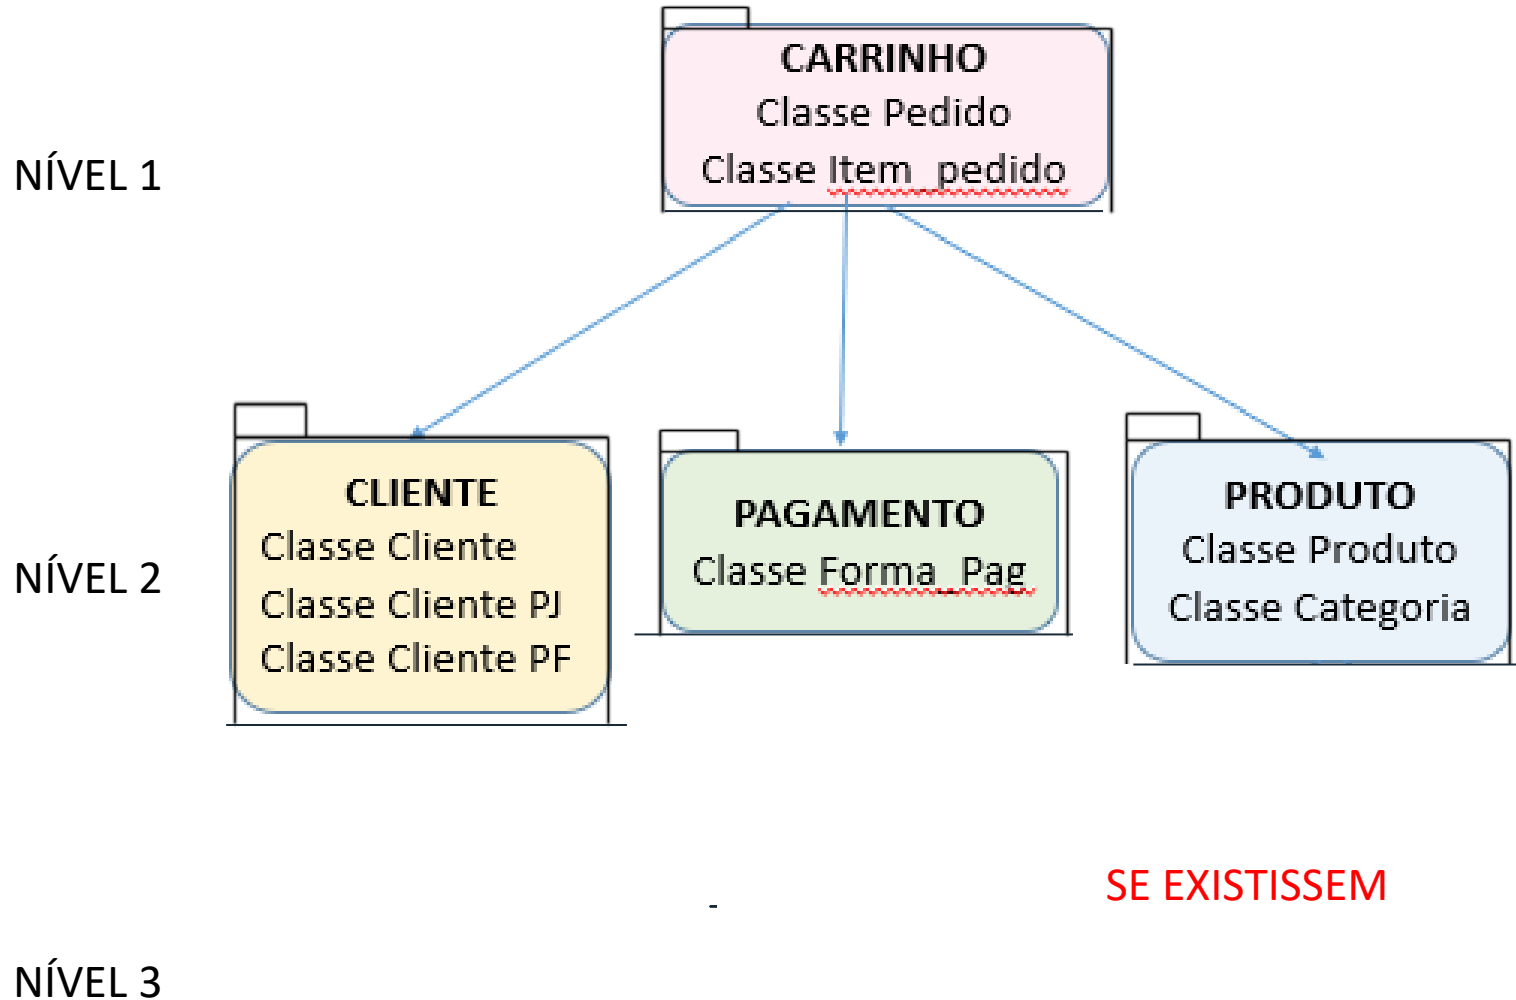 CARRINHO
Classe Pedido
Classe Item_pedido
NÍVEL 1
CLIENTE
Classe Cliente
Classe Cliente PJ
Classe Cliente PF
PAGAMENTO
Classe Forma_Pag
PRODUTO
Classe Produto
Classe Categoria
NÍVEL 2
SE EXISTISSEM
-
NÍVEL 3